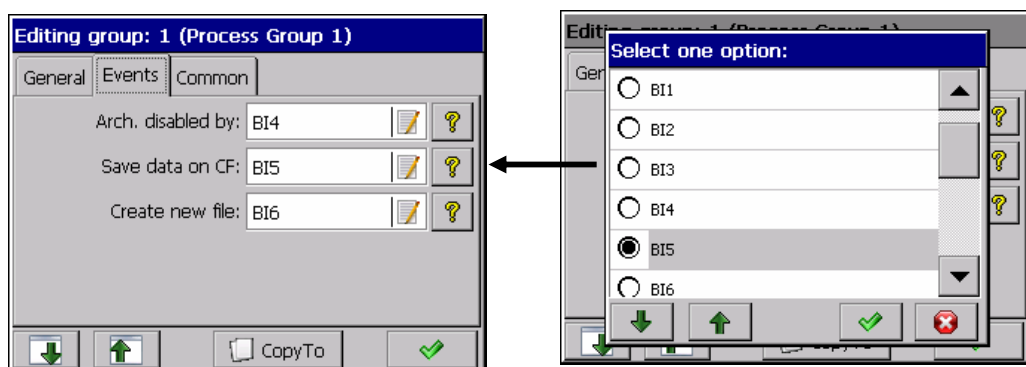 Editing group: 1 (Process Group 1)
General Events Common
Arch. disabled by: BI4
Save data on CF: BI5
Create new file: BI6
CopyTo
Select one option:
BI1
BI2
BI3
BI4
BI5
BI6